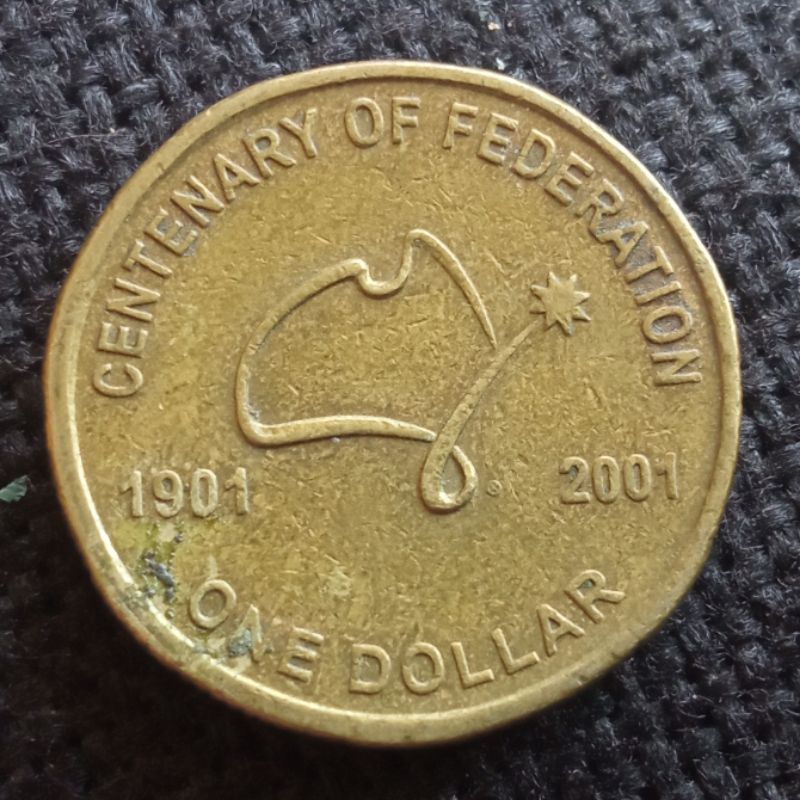 CENTENARY OF FEDERATION
1901 2001
ONE DOLLAR